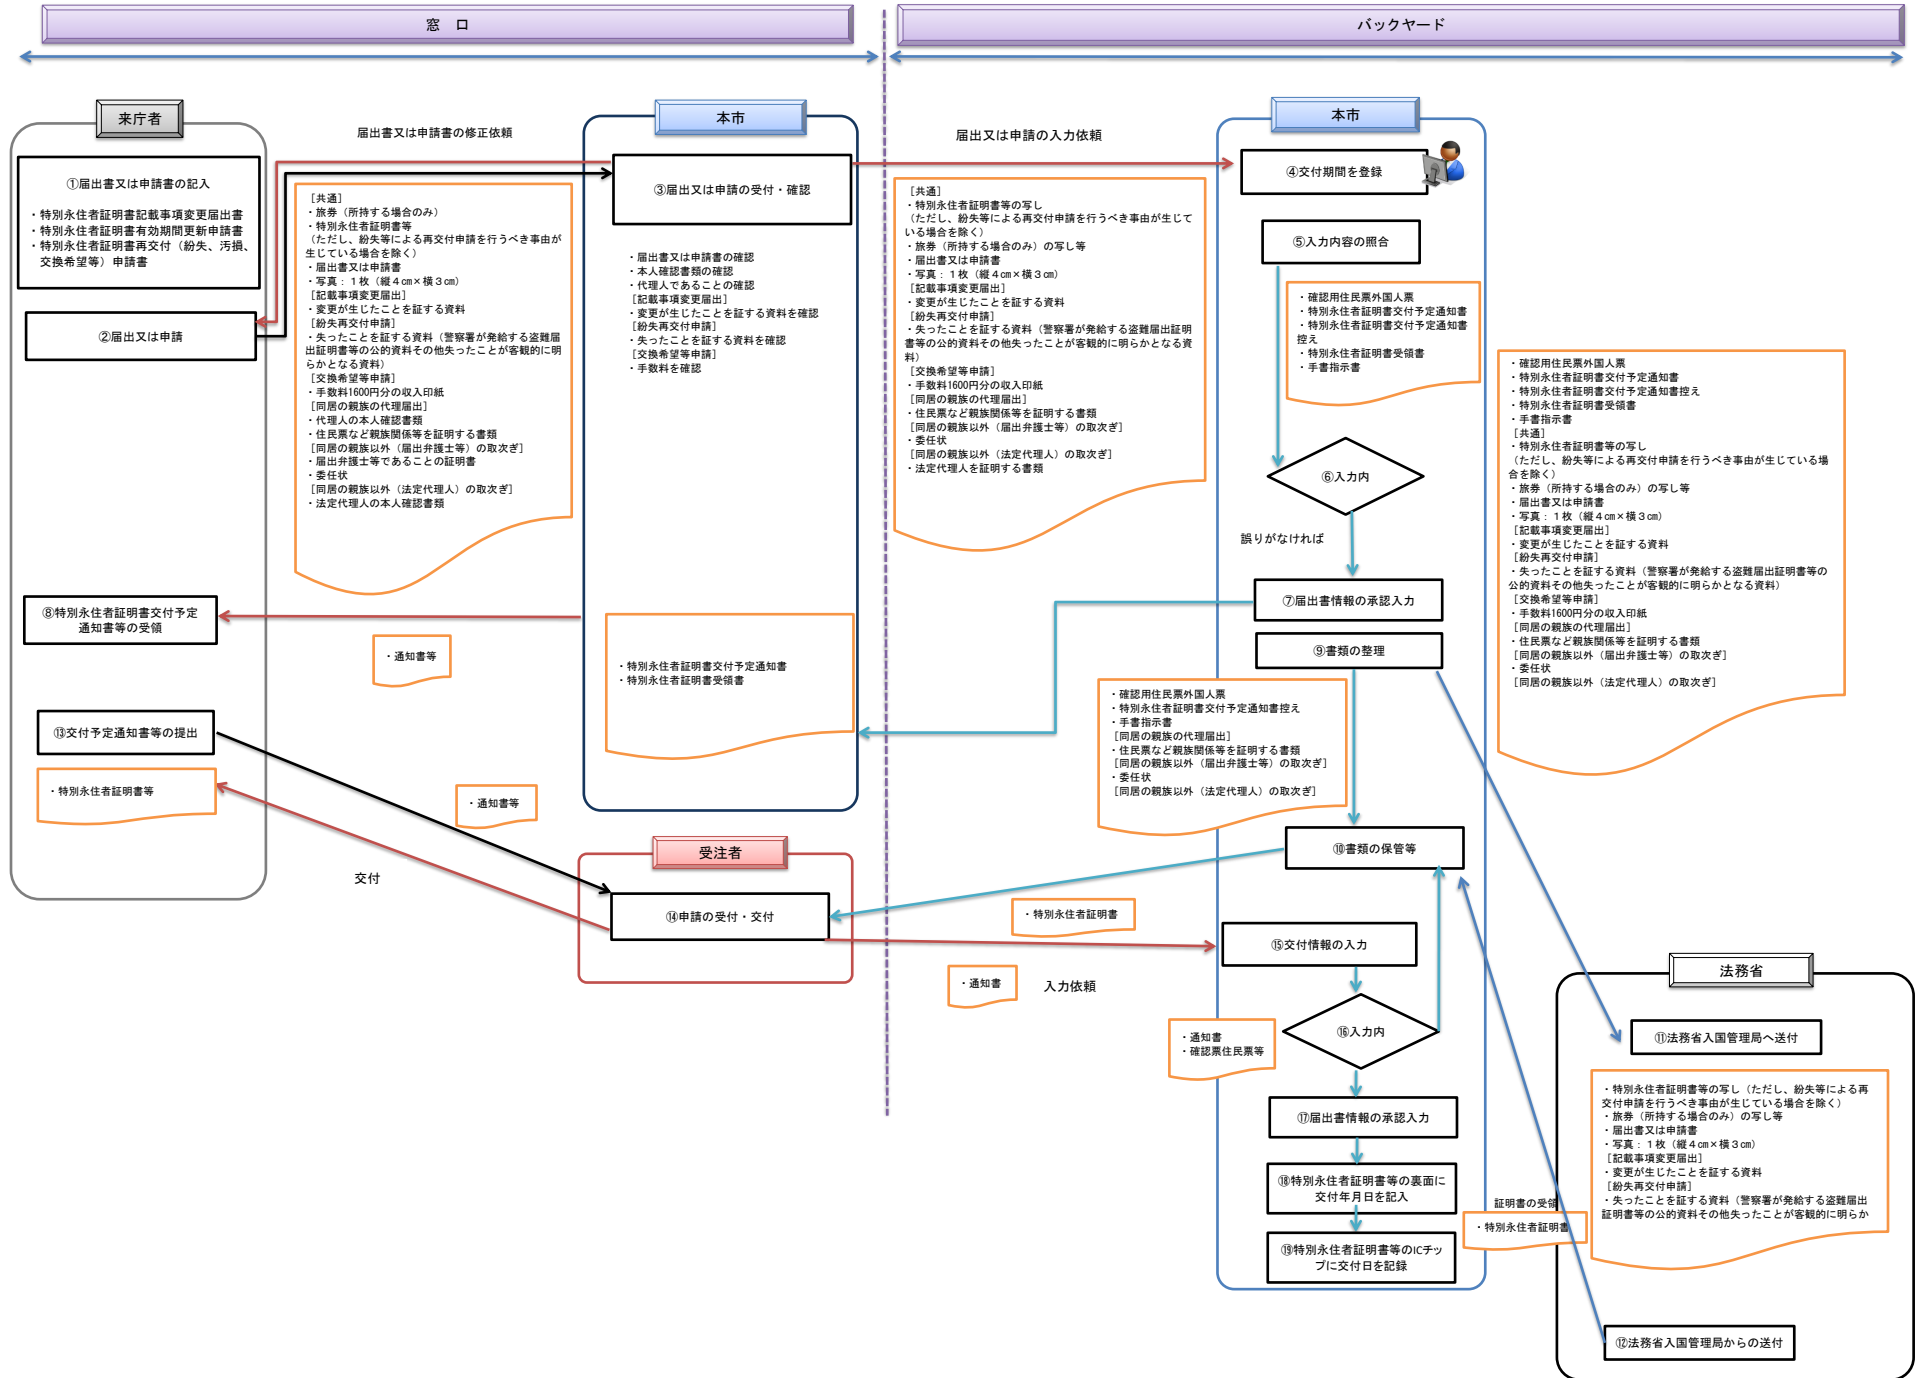 窓　口
バックヤード
来庁者
①届出書又は申請書の記入
・特別永住者証明書記載事項変更届出書
・特別永住者証明書有効期間更新申請書
・特別永住者証明書再交付（紛失、汚損、
交換希望等）申請書
②届出又は申請
届出書又は申請書の修正依頼
[共通]
・旅券（所持する場合のみ）
・特別永住者証明書等
（ただし、紛失等による再交付申請を行うべき事由が
生じている場合を除く）
・届出書又は申請書
・写真：１枚（縦４㎝×横３㎝）
[記載事項変更届出]
・変更が生じたことを証する資料
[紛失再交付申請]
・失ったことを証する資料（警察署が発給する盗難届
出証明書等の公的資料その他失ったことが客観的に明
らかとなる資料）
[交換希望等申請]
・手数料1600円分の収入印紙
[同居の親族の代理届出]
・代理人の本人確認書類
・住民票など親族関係等を証明する書類
[同居の親族以外（届出弁護士等）の取次ぎ]
・届出弁護士等であることの証明書
・委任状
[同居の親族以外（法定代理人）の取次ぎ]
・法定代理人の本人確認書類
本市
③届出又は申請の受付・確認
・届出書又は申請書の確認
・本人確認書類の確認
・代理人であることの確認
[記載事項変更届出]
・変更が生じたことを証する資料を確認
[紛失再交付申請]
・失ったことを証する資料を確認
[交換希望等申請]
・手数料を確認
届出又は申請の入力依頼
[共通]
・特別永住者証明書等の写し
（ただし、紛失等による再交付申請を行うべき事由が生じて
いる場合を除く）
・旅券（所持する場合のみ）の写し等
・届出書又は申請書
・写真：１枚（縦４㎝×横３㎝）
[記載事項変更届出]
・変更が生じたことを証する資料
[紛失再交付申請]
・失ったことを証する資料（警察署が発給する盗難届出証明
書等の公的資料その他失ったことが客観的に明らかとなる資
料）
[交換希望等申請]
・手数料1600円分の収入印紙
[同居の親族の代理届出]
・住民票など親族関係等を証明する書類
[同居の親族以外（届出弁護士等）の取次ぎ]
・委任状
[同居の親族以外（法定代理人）の取次ぎ]
・法定代理人を証明する書類
本市
④交付期間を登録
⑤入力内容の照合
・確認用住民票外国人票
・特別永住者証明書交付予定通知書
・特別永住者証明書交付予定通知書
控え
・特別永住者証明書受領書
・手書指示書
⑥入力内
誤りがなければ
⑦届出書情報の承認入力
⑨書類の整理
・確認用住民票外国人票
・特別永住者証明書交付予定通知書
・特別永住者証明書交付予定通知書控え
・特別永住者証明書受領書
・手書指示書
[共通]
・特別永住者証明書等の写し
（ただし、紛失等による再交付申請を行うべき事由が生じている場
合を除く）
・旅券（所持する場合のみ）の写し等
・届出書又は申請書
・写真：１枚（縦４㎝×横３㎝）
[記載事項変更届出]
・変更が生じたことを証する資料
[紛失再交付申請]
・失ったことを証する資料（警察署が発給する盗難届出証明書等の
公的資料その他失ったことが客観的に明らかとなる資料）
[交換希望等申請]
・手数料1600円分の収入印紙
[同居の親族の代理届出]
・住民票など親族関係等を証明する書類
[同居の親族以外（届出弁護士等）の取次ぎ]
・委任状
[同居の親族以外（法定代理人）の取次ぎ]
⑧特別永住者証明書交付予定
通知書等の受領
・通知書等
・特別永住者証明書交付予定通知書
・特別永住者証明書受領書
・確認用住民票外国人票
・特別永住者証明書交付予定通知書控え
・手書指示書
[同居の親族の代理届出]
・住民票など親族関係等を証明する書類
[同居の親族以外（届出弁護士等）の取次ぎ]
・委任状
[同居の親族以外（法定代理人）の取次ぎ]
⑬交付予定通知書等の提出
・特別永住者証明書等
・通知書等
交付
受注者
⑭申請の受付・交付
⑩書類の保管等
・特別永住者証明書
・通知書
入力依頼
⑮交付情報の入力
⑯入力内
・通知書
・確認票住民票等
⑰届出書情報の承認入力
⑱特別永住者証明書等の裏面に
交付年月日を記入
⑲特別永住者証明書等のICチッ
プに交付日を記録
証明書の受領
・特別永住者証明書
法務省
⑪法務省入国管理局へ送付
・特別永住者証明書等の写し（ただし、紛失等による再
交付申請を行うべき事由が生じている場合を除く）
・旅券（所持する場合のみ）の写し等
・届出書又は申請書
・写真：１枚（縦４㎝×横３㎝）
[記載事項変更届出]
・変更が生じたことを証する資料
[紛失再交付申請]
・失ったことを証する資料（警察署が発給する盗難届出
証明書等の公的資料その他失ったことが客観的に明らか
⑫法務省入国管理局からの送付